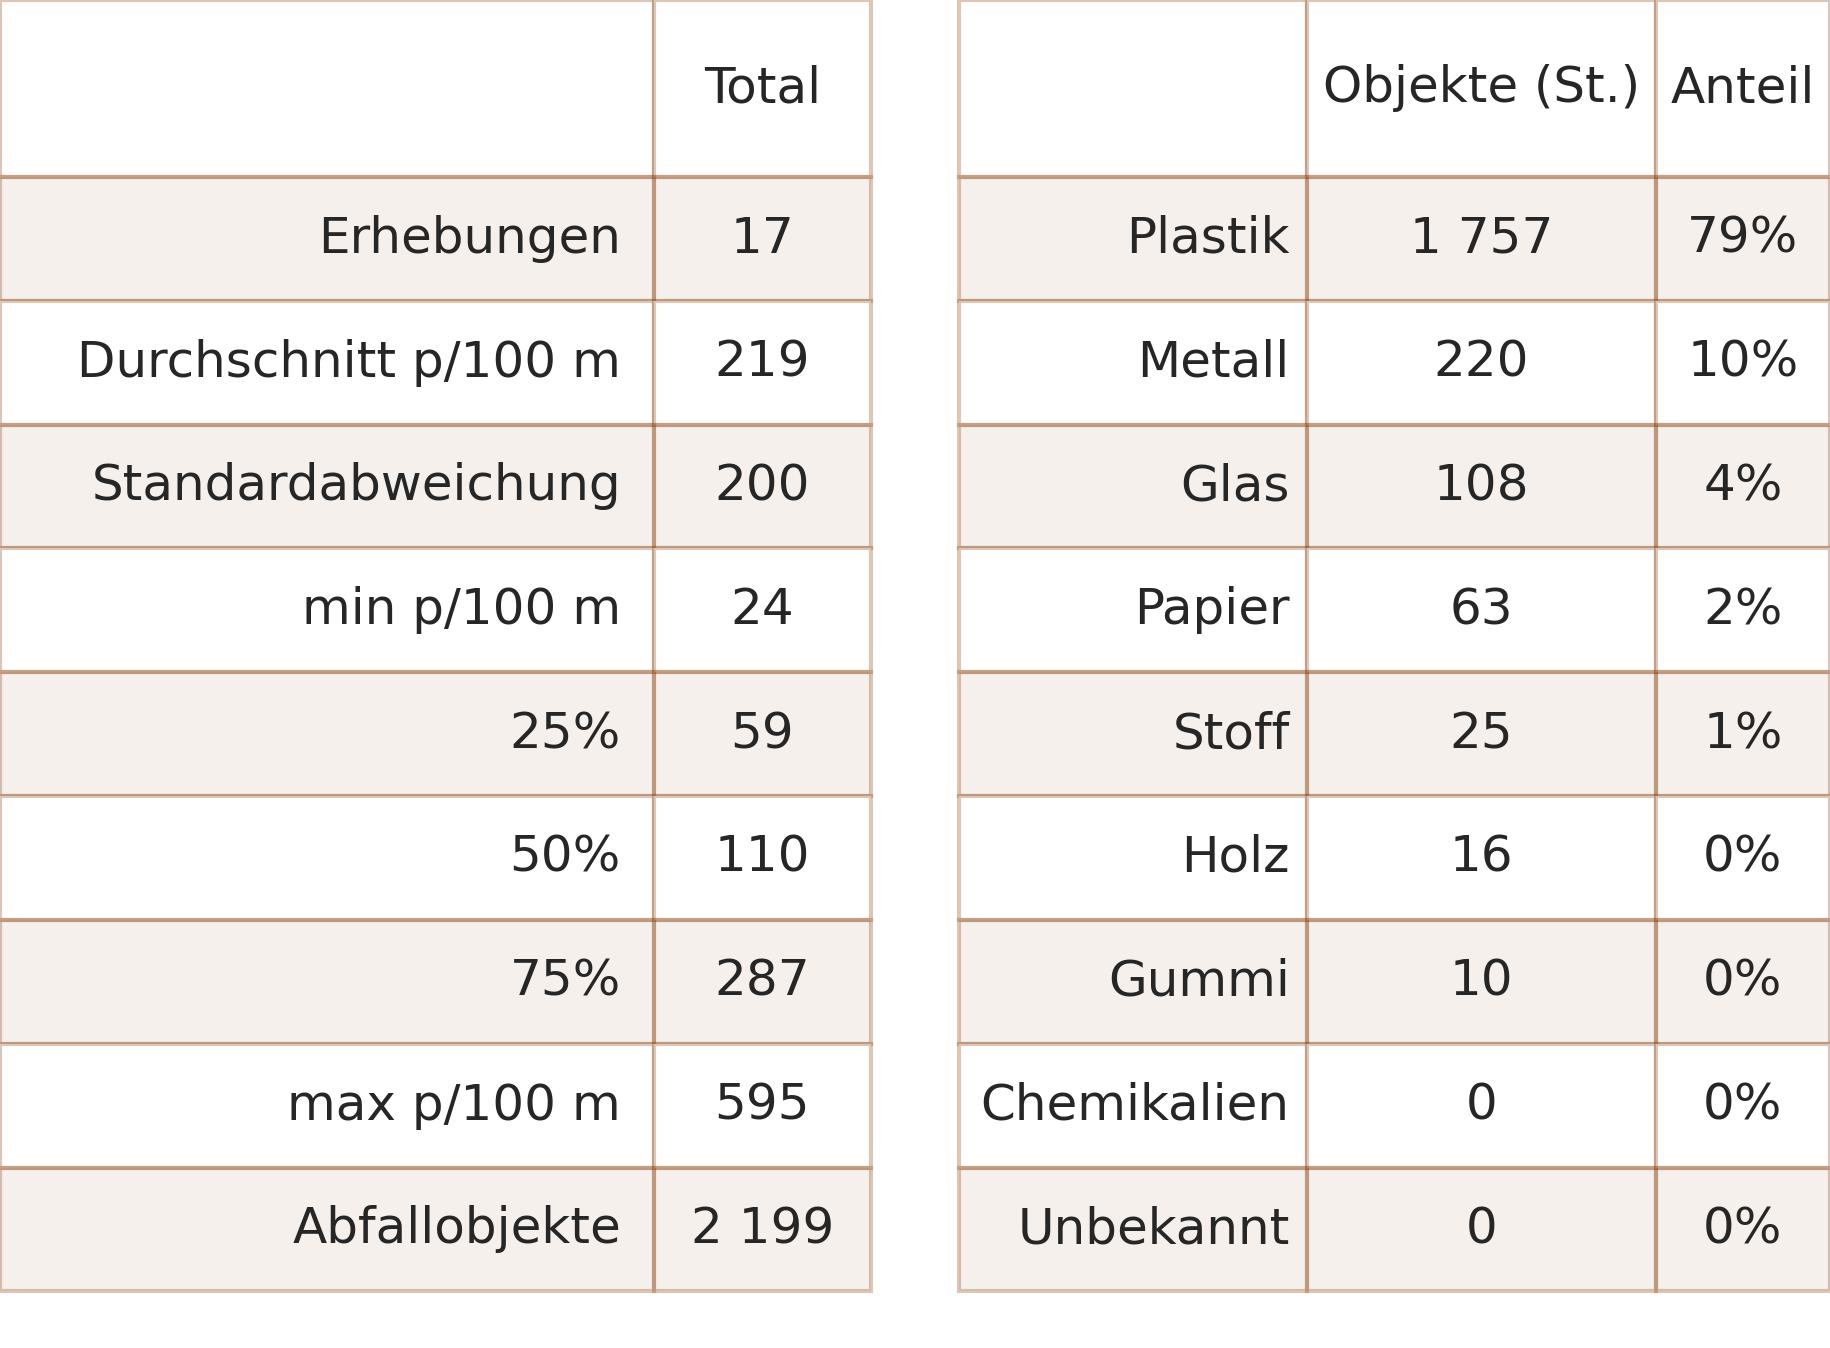 Total
Erhebungen 17
Durchschnitt p/100 m 219
Standardabweichung 200
min p/100 m 24
25% 59
50% 110
75% 287
max p/100 m 595
Abfallobjekte 2 199
Objekte (St.) Anteil
Plastik 1 757 79%
Metall 220 10%
Glas 108 4%
Papier 63 2%
Stoff 25 1%
Holz 16 0%
Gummi 10 0%
Chemikalien 0 0%
Unbekannt 0 0%